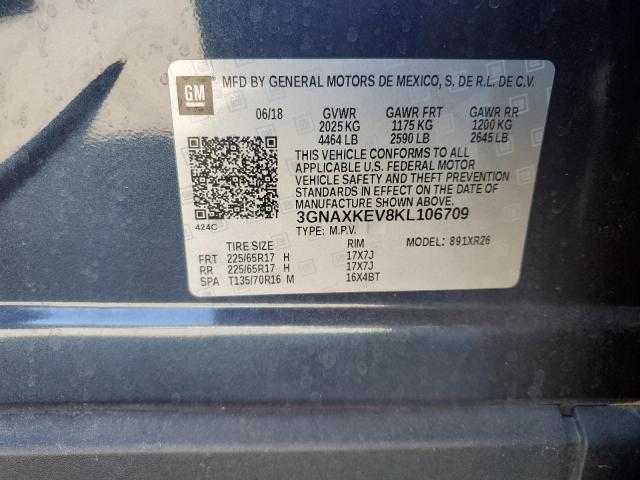 GM
MFD BY GENERAL MOTORS DE MEXICO, S. DE R.L. DE C.V.
06/18 GVWR GAWR FRT GAWR RR
2025 KG 1175 KG 1200 KG
4464 LB 2590 LB 2645 LB
THIS VEHICLE CONFORMS TO ALL
APPLICABLE U.S. FEDERAL MOTOR
VEHICLE SAFETY AND THEFT PREVENTION
STANDARDS IN EFFECT ON THE DATE OF
MANUFACTURE SHOWN ABOVE.
3GNAXKEV8KL106709
424C
TYPE: M.P.V. MODEL: 891XR26
TIRE SIZE RIM
FRT 225/65R17 H 17X7J
RR 225/65R17 H 17X7J
SPA T135/70R16 M 16X4BT